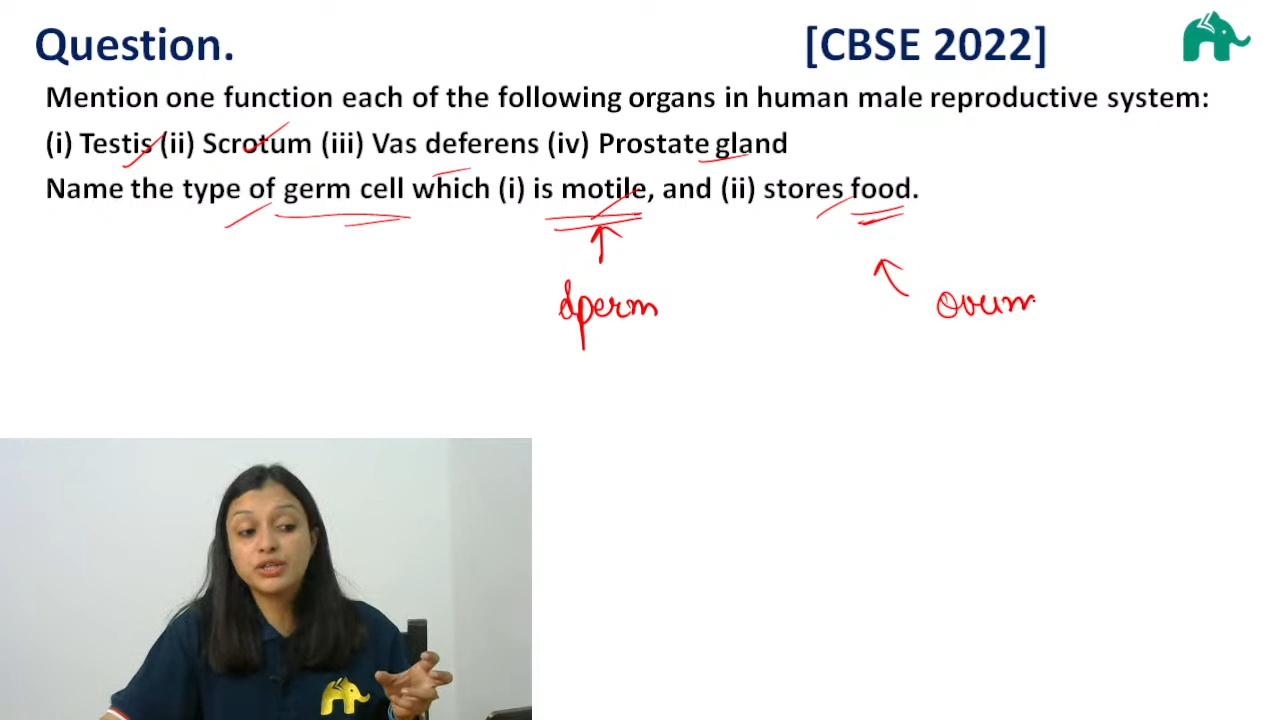 Question. [CBSE 2022]
Mention one function each of the following organs in human male reproductive system:
(i) Testis (ii) Scrotum (iii) Vas deferens (iv) Prostate gland
Name the type of germ cell which (i) is motile, and (ii) stores food.
sperm ovum